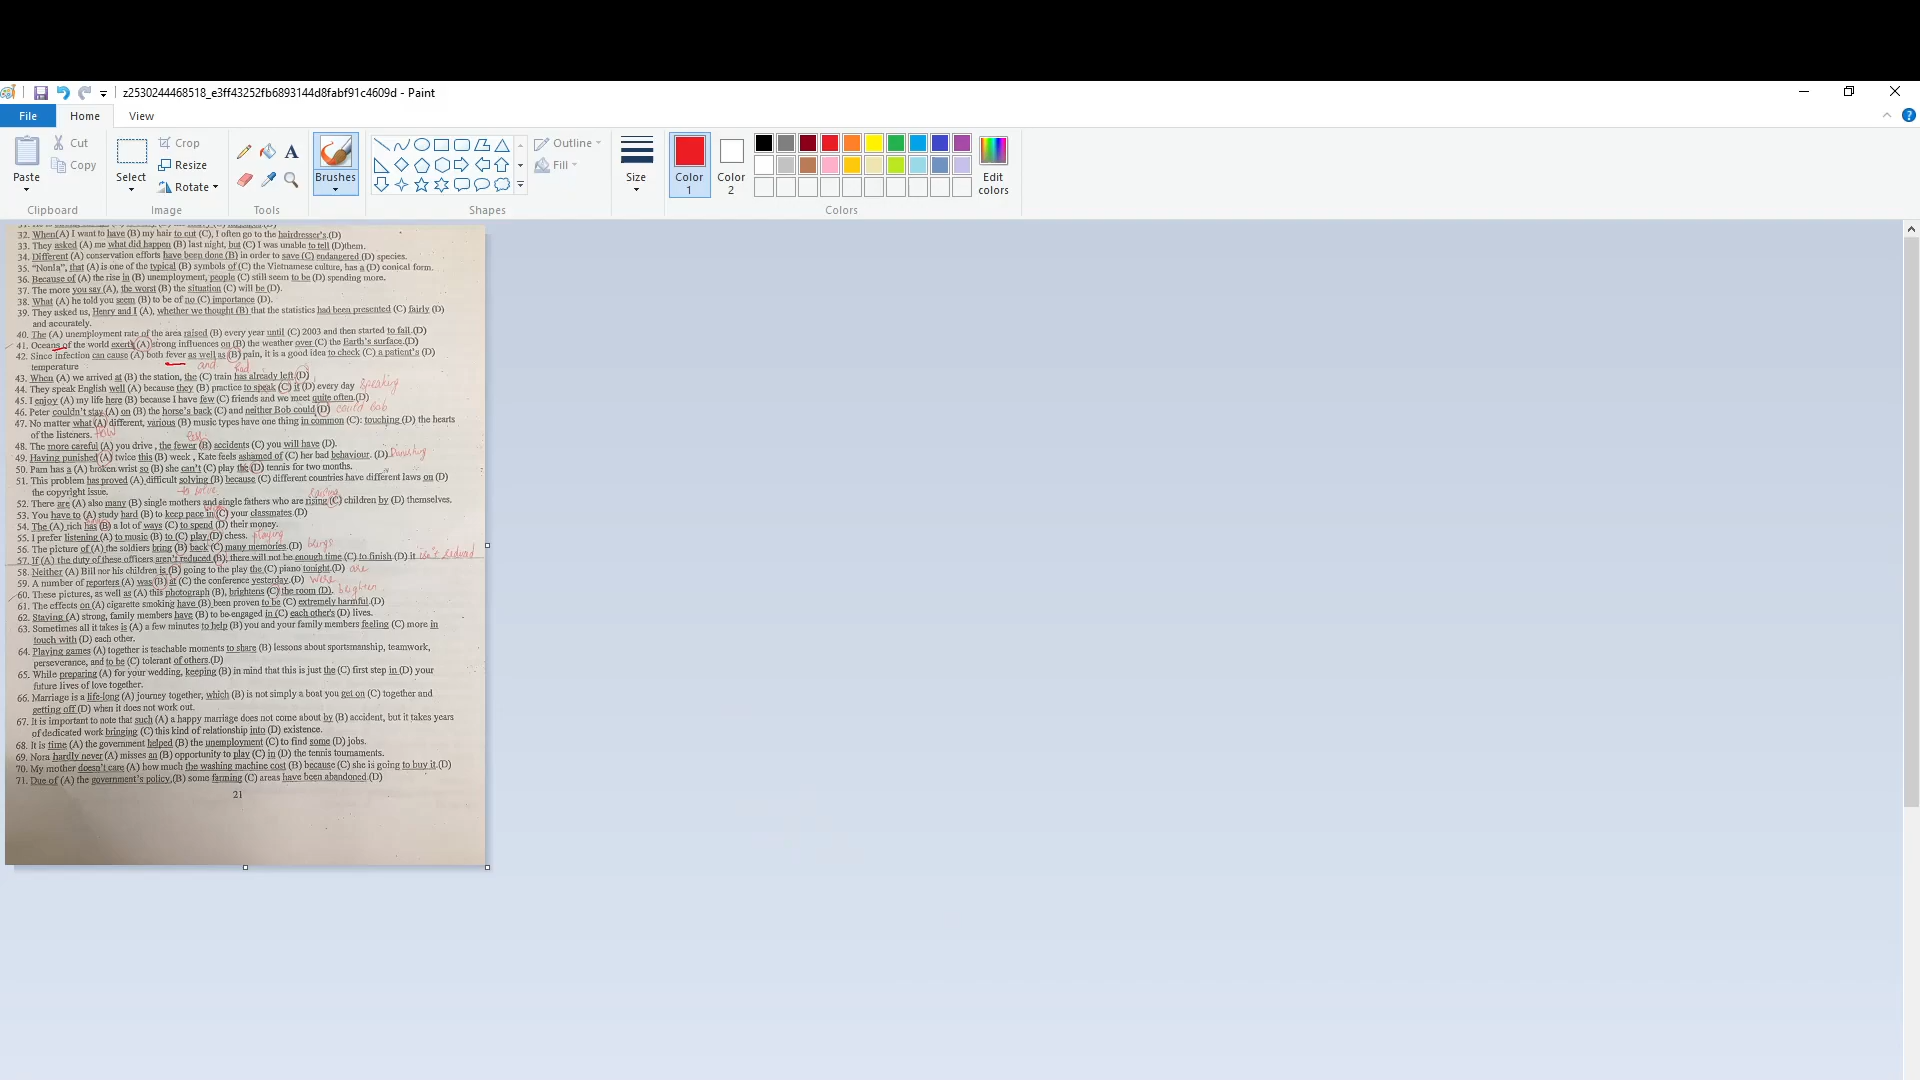 z2530244468518_e3ff43252fb6893144d8fabf91c4609d - Paint
File Home View
Cut
Copy
Paste
Clipboard
Select
Crop
Resize
Rotate
Image
Tools
Brushes
Shapes
Outline
Fill
Size
Color 1
Color 2
Edit colors
Colors
32. When(A) I want to have (B) my hair to cut (C), I often go to the hairdresser's.(D)
33. They asked (A) me what did happen (B) last night, but (C) I was unable to tell (D)them.
34. Different (A) conservation efforts have been done (B) in order to save (C) endangered (D) species.
35. "Nonla", that (A) is one of the typical (B) symbols of (C) the Vietnamese culture, has a (D) conical form.
36. Because of (A) the rise in (B) unemployment, people (C) still seem to be (D) spending more.
37. The more you say (A), the worst (B) the situation (C) will be (D).
38. What (A) he told you seem (B) to be of no (C) importance (D).
39. They asked us, Henry and I (A), whether we thought (B) that the statistics had been presented (C) fairly (D)
and accurately.
40. The (A) unemployment rate of the area raised (B) every year until (C) 2003 and then started to fall.(D)
41. Oceans of the world exerts (A) strong influences on (B) the weather over (C) the Earth's surface.(D)
42. Since infection can cause (A) both fever as well as (B) pain, it is a good idea to check (C) a patient's (D)
temperature
and had
43. When (A) we arrived at (B) the station, the (C) train has already left.(D)
44. They speak English well (A) because they (B) practice to speak (C) it (D) every day speaking
45. I enjoy (A) my life here (B) because I have few (C) friends and we meet quite often.(D)
46. Peter couldn't stay (A) on (B) the horse's back (C) and neither Bob could (D) could bob
47. No matter what (A) different, various (B) music types have one thing in common (C): touching (D) the hearts
of the listeners. How
48. The more careful (A) you drive , the fewer (B) accidents (C) you will have (D).
49. Having punished (A) twice this (B) week , Kate feels ashamed of (C) her bad behaviour. (D)
50. Pam has a (A) broken wrist so (B) she can't (C) play the (D) tennis for two months.
51. This problem has proved (A) difficult solving (B) because (C) different countries have different laws on (D)
the copyright issue.
to solve raising
52. There are (A) also many (B) single mothers and single fathers who are rising (C) children by (D) themselves.
53. You have to (A) study hard (B) to keep pace in (C) your classmates.(D)
54. The (A) rich has (B) a lot of ways (C) to spend (D) their money.
55. I prefer listening (A) to music (B) to (C) play (D) chess. playing
56. The picture of (A) the soldiers bring (B) back (C) many memories.(D) brings
57. If (A) the duty of these officers aren't reduced (B), there will not be enough time (C) to finish (D) it isn't reduced
58. Neither (A) Bill nor his children is (B) going to the play the (C) piano tonight.(D) are
59. A number of reporters (A) was (B) at (C) the conference yesterday.(D) were
60. These pictures, as well as (A) this photograph (B), brightens (C) the room (D). brighten
61. The effects on (A) cigarette smoking have (B) been proven to be (C) extremely harmful.(D)
62. Staying (A) strong, family members have (B) to be engaged in (C) each other's (D) lives.
63. Sometimes all it takes is (A) a few minutes to help (B) you and your family members feeling (C) more in
touch with (D) each other.
64. Playing games (A) together is teachable moments to share (B) lessons about sportsmanship, teamwork,
perseverance, and to be (C) tolerant of others.(D)
65. While preparing (A) for your wedding, keeping (B) in mind that this is just the (C) first step in (D) your
future lives of love together.
66. Marriage is a life-long (A) journey together, which (B) is not simply a boat you get on (C) together and
getting off (D) when it does not work out.
67. It is important to note that such (A) a happy marriage does not come about by (B) accident, but it takes years
of dedicated work bringing (C) this kind of relationship into (D) existence.
68. It is time (A) the government helped (B) the unemployment (C) to find some (D) jobs.
69. Nora hardly never (A) misses an (B) opportunity to play (C) in (D) the tennis tournaments.
70. My mother doesn't care (A) how much the washing machine cost (B) because (C) she is going to buy it.(D)
71. Due of (A) the government's policy,(B) some farming (C) areas have been abandoned.(D)
21